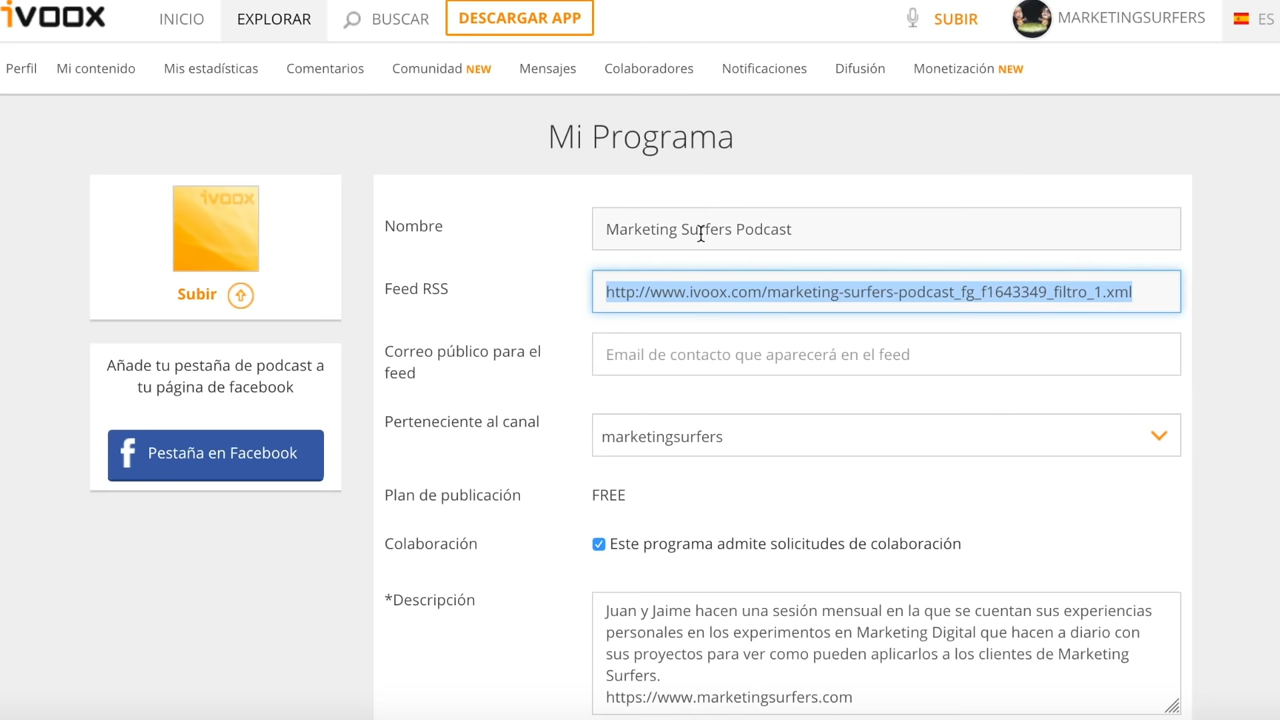 ivoox INICIO EXPLORAR BUSCAR DESCARGAR APP SUBIR MARKETINGSURFERS ES
Perfil Mi contenido Mis estadísticas Comentarios Comunidad NEW Mensajes Colaboradores Notificaciones Difusión Monetización NEW
Mi Programa
ivoox
Subir
Añade tu pestaña de podcast a
tu página de facebook
f Pestaña en Facebook
Nombre
Marketing Surfers Podcast
Feed RSS
http://www.ivoox.com/marketing-surfers-podcast_fg_f1643349_filtro_1.xml
Correo público para el
feed
Email de contacto que aparecerá en el feed
Perteneciente al canal
marketingsurfers
Plan de publicación
FREE
Colaboración
Este programa admite solicitudes de colaboración
*Descripción
Juan y Jaime hacen una sesión mensual en la que se cuentan sus experiencias
personales en los experimentos en Marketing Digital que hacen a diario con
sus proyectos para ver como pueden aplicarlos a los clientes de Marketing
Surfers.
https://www.marketingsurfers.com